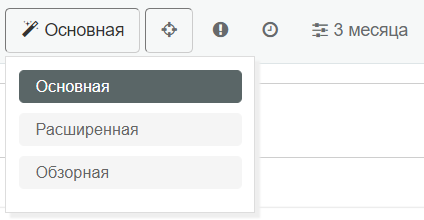 Основная 3 месяца
Основная
Расширенная
Обзорная